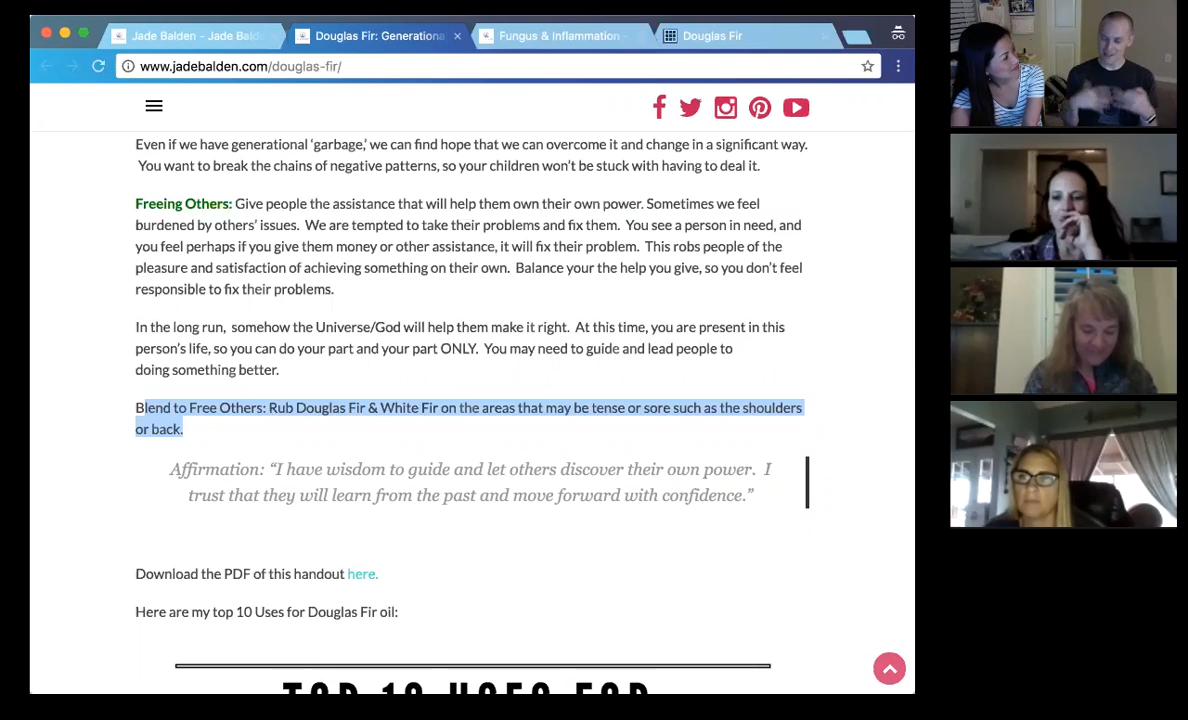 Jade Balden - Jade Bald
Douglas Fir: Generationa
Fungus & Inflammation -
Douglas Fir
www.jadebalden.com/douglas-fir/
Even if we have generational ‘garbage,’ we can find hope that we can overcome it and change in a significant way.
You want to break the chains of negative patterns, so your children won’t be stuck with having to deal it.
Freeing Others: Give people the assistance that will help them own their own power. Sometimes we feel
burdened by others’ issues. We are tempted to take their problems and fix them. You see a person in need, and
you feel perhaps if you give them money or other assistance, it will fix their problem. This robs people of the
pleasure and satisfaction of achieving something on their own. Balance your the help you give, so you don’t feel
responsible to fix their problems.
In the long run, somehow the Universe/God will help them make it right. At this time, you are present in this
person’s life, so you can do your part and your part ONLY. You may need to guide and lead people to
doing something better.
Blend to Free Others: Rub Douglas Fir & White Fir on the areas that may be tense or sore such as the shoulders
or back.
Affirmation: “I have wisdom to guide and let others discover their own power. I
trust that they will learn from the past and move forward with confidence.”
Download the PDF of this handout here.
Here are my top 10 Uses for Douglas Fir oil:
TOP 10 USES FOR